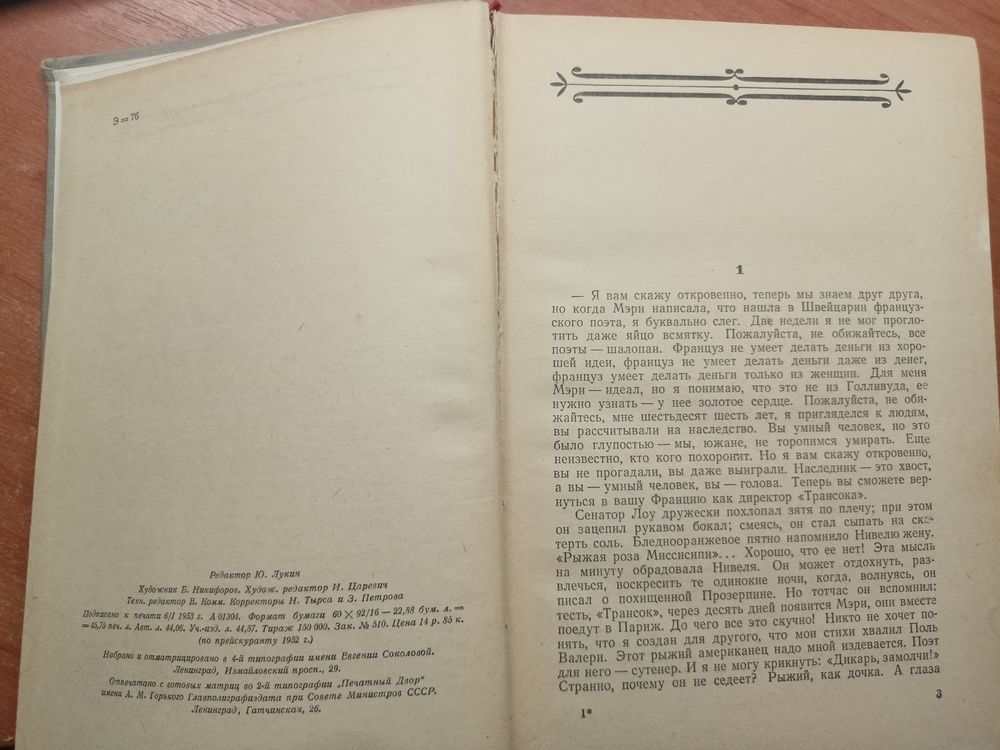 Э=76
Редактор Ю. Лукин
Художник Б. Никифоров. Худож. редактор И. Царевич
Техн. редактор В. Комм. Корректоры Н. Тырса и З. Петрова
Подписано к печати 6/I 1953 г. А 01304. Формат бумаги 60 × 92/16 — 22,88 бум. л. =
= 45,75 печ. л. Авт. л. 44,06. Уч.-изд. л. 44,57. Тираж 150 000. Зак. № 510. Цена 14 р. 85 к.
(по прейскуранту 1952 г.)
Набрано и отматрицировано в 4-й типографии имени Евгении Соколовой.
Ленинград, Измайловский просп., 29.
Отпечатано с готовых матриц во 2-й типографии „Печатный Двор“
имени А. М. Горького Главполиграфиздата при Совете Министров СССР.
Ленинград, Гатчинская, 26.
1
— Я вам скажу откровенно, теперь мы знаем друг друга,
но когда Мэри написала, что нашла в Швейцарии француз-
ского поэта, я буквально слег. Две недели я не мог прогло-
тить даже яйцо всмятку. Пожалуйста, не обижайтесь, все
поэты — шалопаи. Француз не умеет делать деньги из хоро-
шей идеи, француз не умеет делать деньги даже из денег,
француз умеет делать деньги только из женщин. Для меня
Мэри — идеал, но я понимаю, что это не из Голливуда, ее
нужно узнать — у нее золотое сердце. Пожалуйста, не оби-
жайтесь, мне шестьдесят шесть лет, я пригляделся к людям,
вы рассчитывали на наследство. Вы умный человек, но это
было глупостью — мы, южане, не торопимся умирать. Еще
неизвестно, кто кого похоронит. Но я вам скажу откровенно,
вы не прогадали, вы даже выиграли. Наследник — это хвост,
а вы — умный человек, вы — голова. Теперь вы сможете вер-
нуться в вашу Францию как директор «Трансока».
Сенатор Лоу дружески похлопал зятя по плечу; при этом
он зацепил рукавом бокал; смеясь, он стал сыпать на ска-
терть соль. Бледнооранжевое пятно напомнило Нивелю жену.
«Рыжая роза Миссисипи»... Хорошо, что ее нет! Эта мысль
на минуту обрадовала Нивеля. Он может отдохнуть, раз-
влечься, воскресить те одинокие ночи, когда, волнуясь, он
писал о похищенной Прозерпине. Но тотчас он вспомнил:
тесть, «Трансок», через десять дней появится Мэри, они вместе
поедут в Париж. До чего все это скучно! Никто не хочет по-
нять, что я создан для другого, что мои стихи хвалил Поль
Валери. Этот рыжий американец надо мной издевается. Поэт
для него — сутенер. И я не могу крикнуть: «Дикарь, замолчи!»
Странно, почему он не седеет? Рыжий, как дочка. А глаза
1*
3